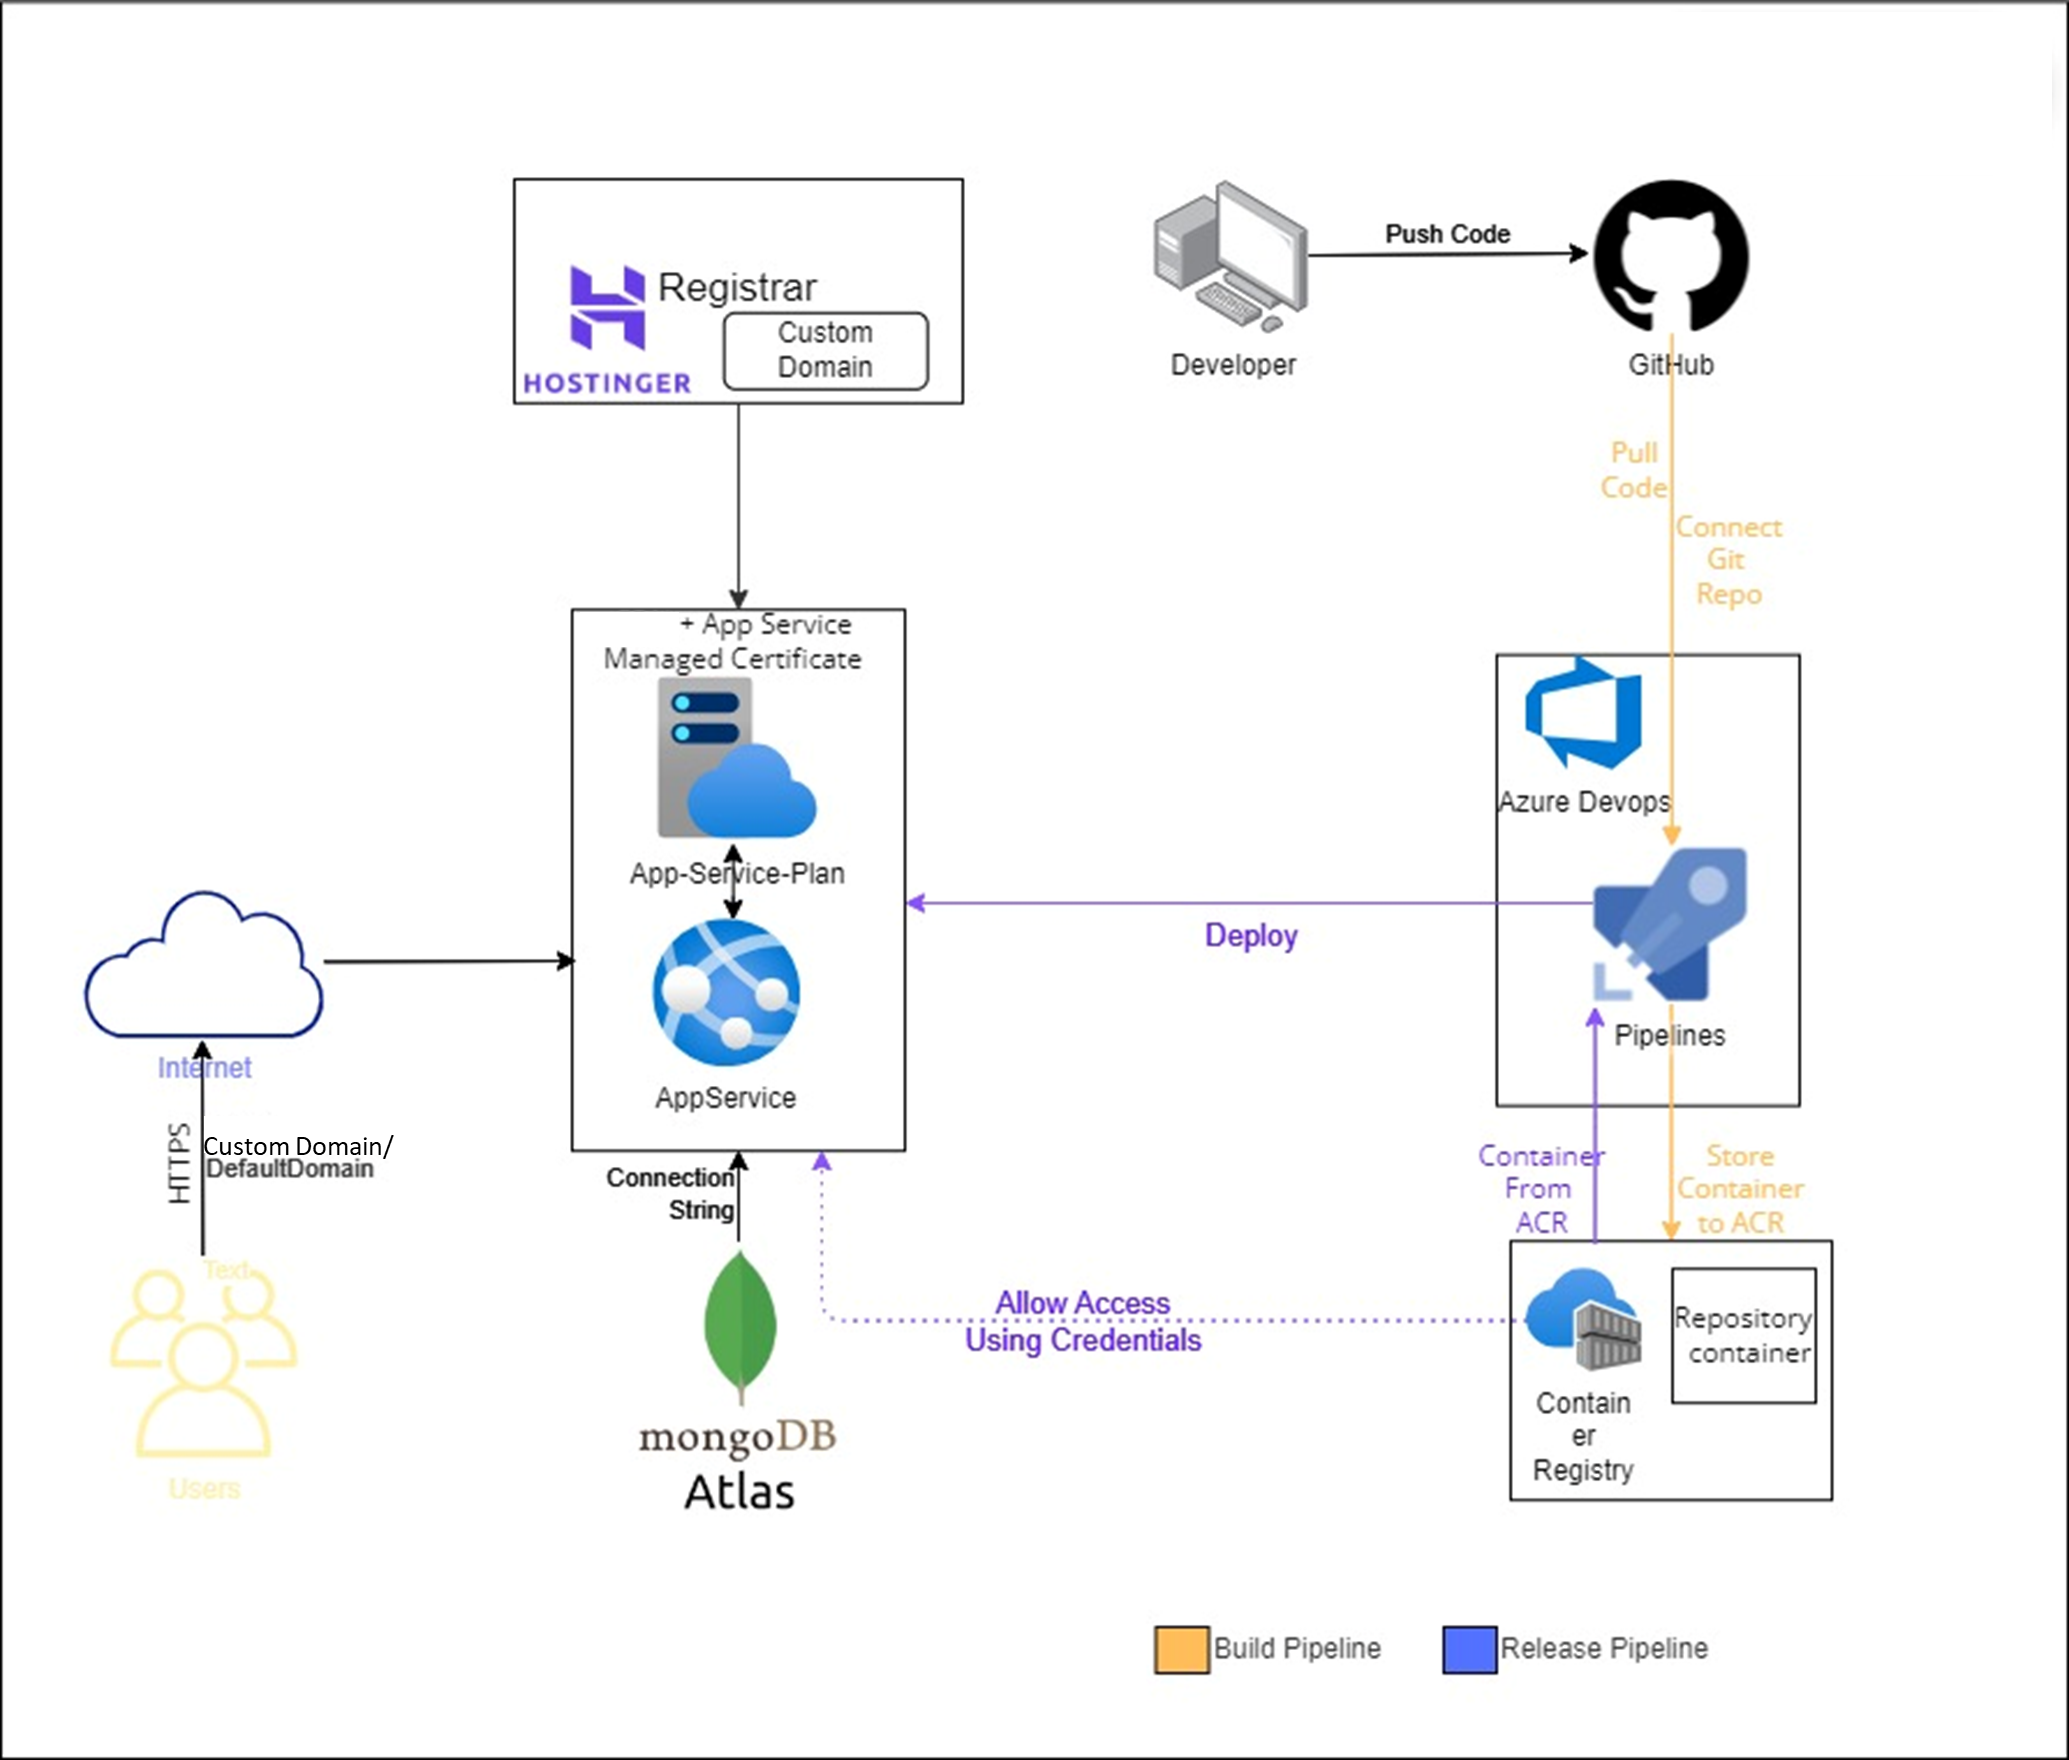 Registrar
Custom
Domain
HOSTINGER
Push Code
Developer
GitHub
Pull
Code
Connect
Git
Repo
+ App Service
Managed Certificate
App-Service-Plan
AppService
Azure Devops
Pipelines
Deploy
Internet
HTTPS
Custom Domain/
DefaultDomain
Text
Users
Connection
String
mongoDB
Atlas
Allow Access
Using Credentials
Container
From
ACR
Store
Container
to ACR
Repository
container
Contain
er
Registry
Build Pipeline
Release Pipeline